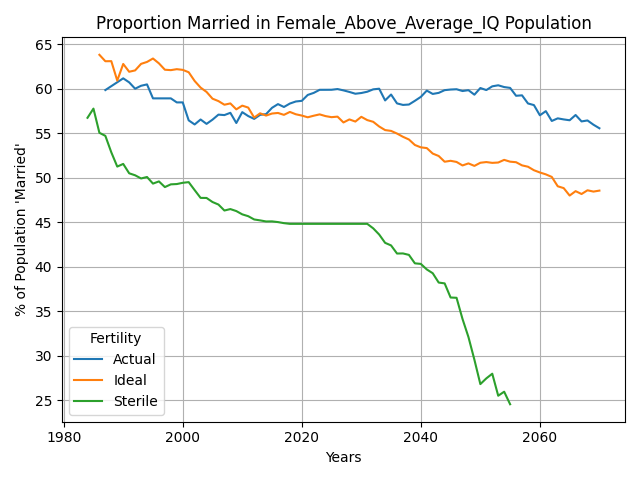 Proportion Married in Female_Above_Average_IQ Population
% of Population 'Married'
65
60
55
50
45
40
35
30
25
Fertility
Actual
Ideal
Sterile
1980 2000 2020 2040 2060
Years